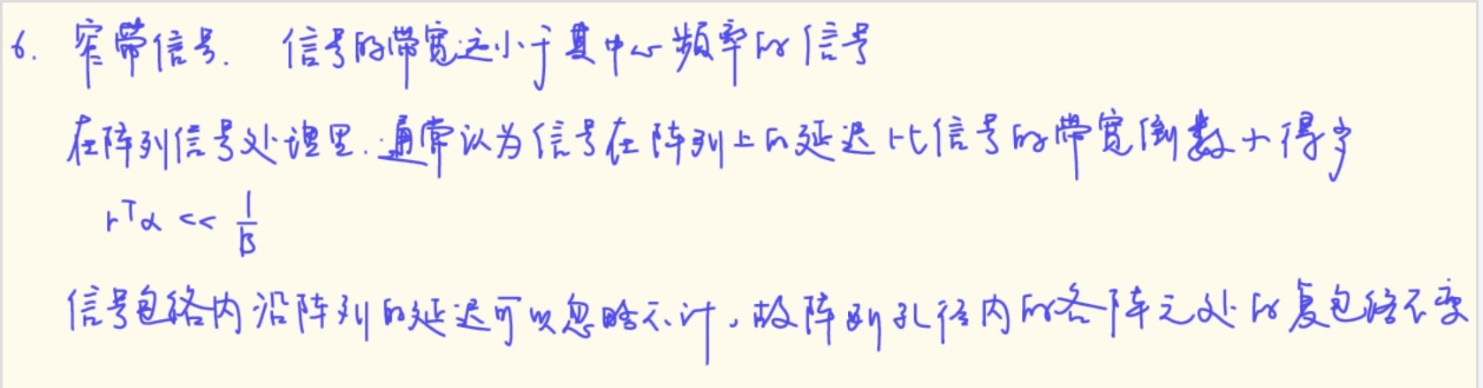 6. 窄带信号. 信号的带宽远小于其中心频率的信号
在阵列信号处理里.通常认为信号在阵列上的延迟比信号的带宽倒数小得多
r^T α << 1/B
信号包络内沿阵列的延迟可以忽略不计,故阵列孔径内的各阵元处的复包络不变